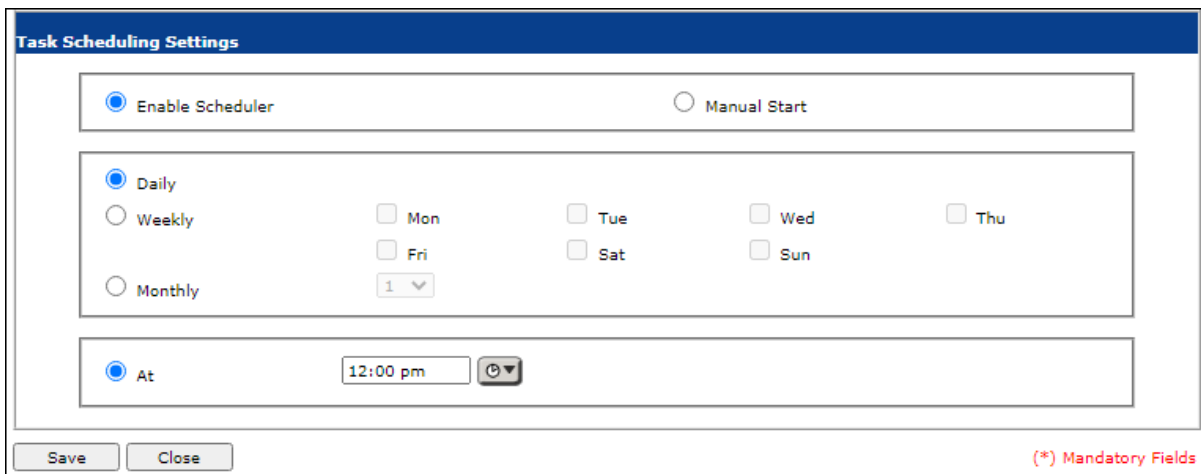 Task Scheduling Settings
Enable Scheduler Manual Start
Daily
Weekly Mon Tue Wed Thu
Fri Sat Sun
Monthly 1
At 12:00 pm
Save Close (*) Mandatory Fields